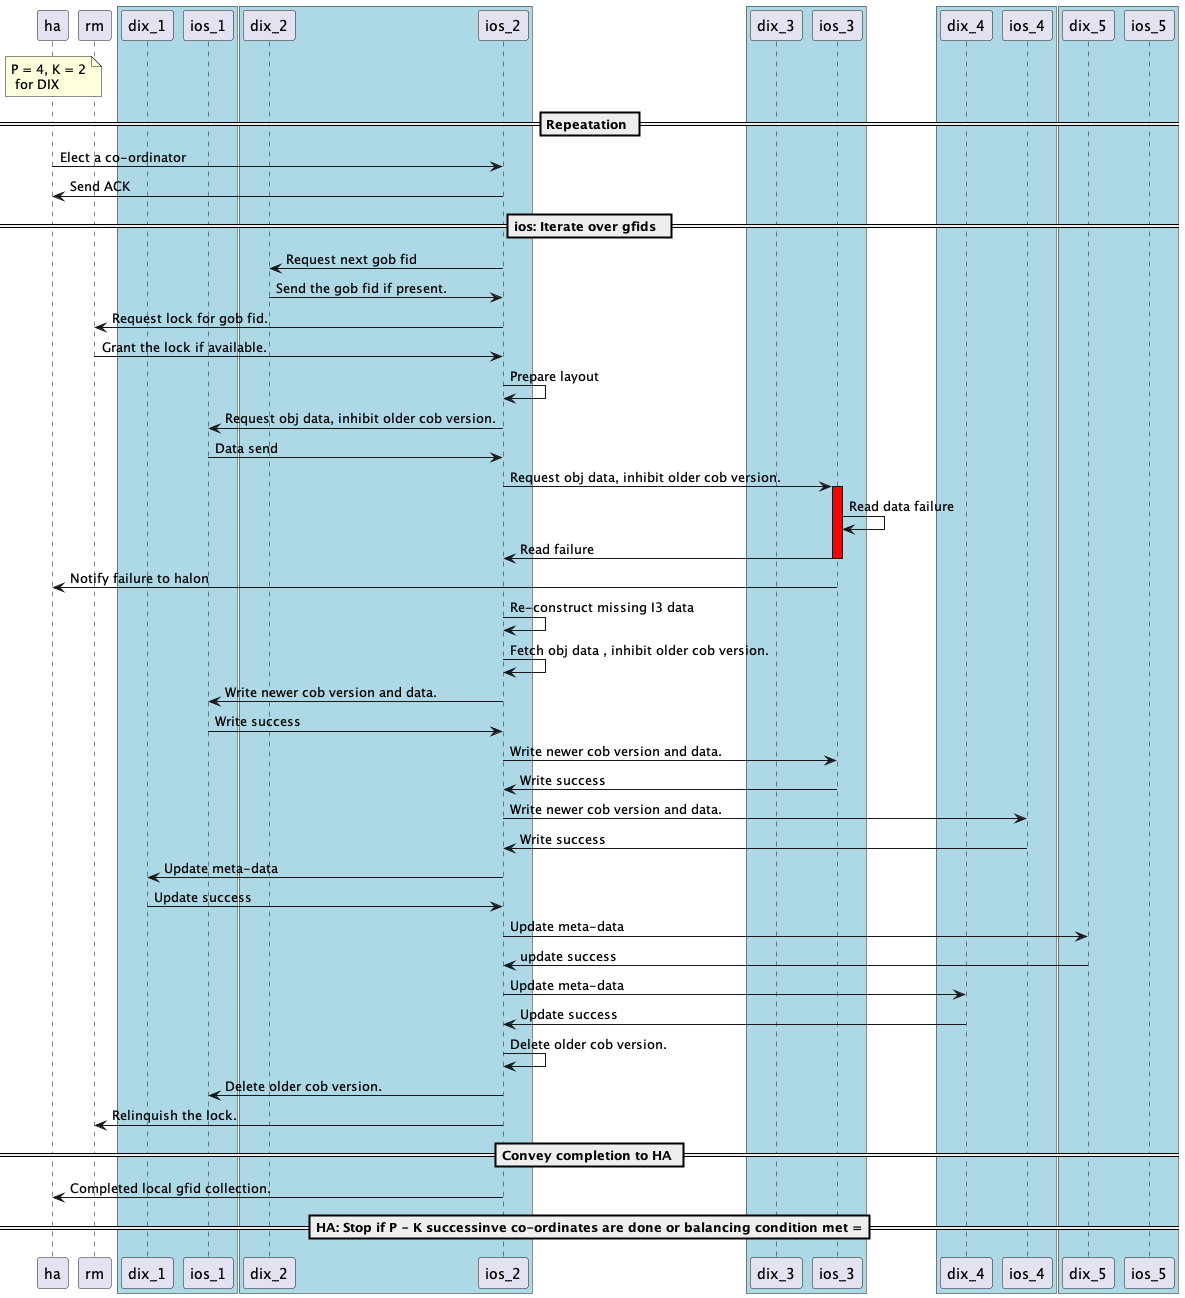 ha rm dix_1 ios_1 dix_2 ios_2 dix_3 ios_3 dix_4 ios_4 dix_5 ios_5
P = 4, K = 2
for DIX
Repeatation
Elect a co-ordinator
Send ACK
ios: Iterate over gfids
Request next gob fid
Send the gob fid if present.
Request lock for gob fid.
Grant the lock if available.
Prepare layout
Request obj data, inhibit older cob version.
Data send
Request obj data, inhibit older cob version.
Read data failure
Read failure
Notify failure to halon
Re-construct missing I3 data
Fetch obj data , inhibit older cob version.
Write newer cob version and data.
Write success
Write newer cob version and data.
Write success
Write newer cob version and data.
Write success
Update meta-data
Update success
Update meta-data
update success
Update meta-data
Update success
Delete older cob version.
Delete older cob version.
Relinquish the lock.
Convey completion to HA
Completed local gfid collection.
HA: Stop if P - K successinve co-ordinates are done or balancing condition met =
ha rm dix_1 ios_1 dix_2 ios_2 dix_3 ios_3 dix_4 ios_4 dix_5 ios_5